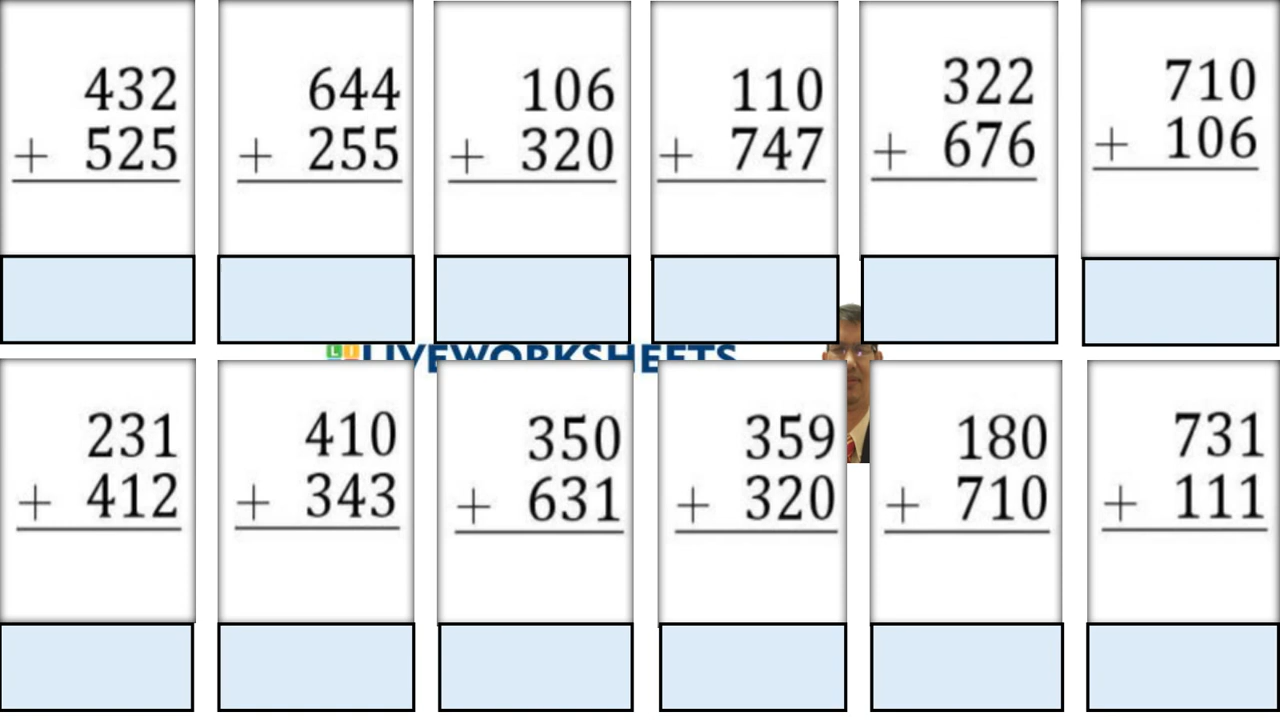 432 644 106 110 322 710
+ 525 + 255 + 320 + 747 + 676 + 106
LIVEWORKSHEETS
231 410 350 359 180 731
+ 412 + 343 + 631 + 320 + 710 + 111